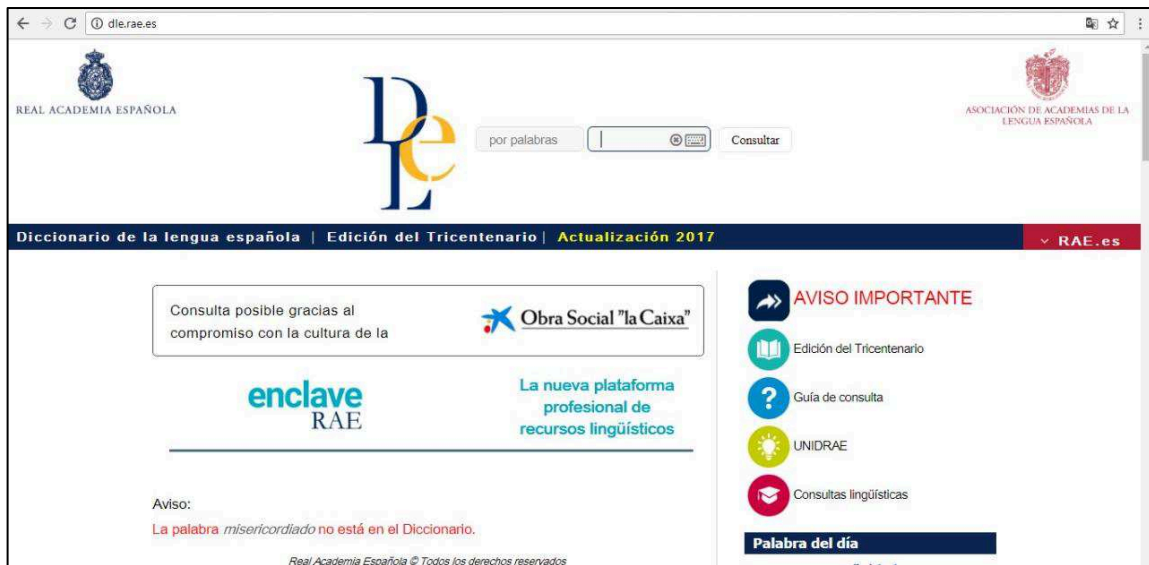 dle.rae.es
REAL ACADEMIA ESPAÑOLA
DLe
por palabras
Consultar
ASOCIACIÓN DE ACADEMIAS DE LA
LENGUA ESPAÑOLA
Diccionario de la lengua española | Edición del Tricentenario | Actualización 2017
RAE.es
Consulta posible gracias al
compromiso con la cultura de la
Obra Social "la Caixa"
enclave
RAE
La nueva plataforma
profesional de
recursos lingüísticos
Aviso:
La palabra misericordiado no está en el Diccionario.
Real Academia Española © Todos los derechos reservados
AVISO IMPORTANTE
Edición del Tricentenario
Guía de consulta
UNIDRAE
Consultas lingüísticas
Palabra del día